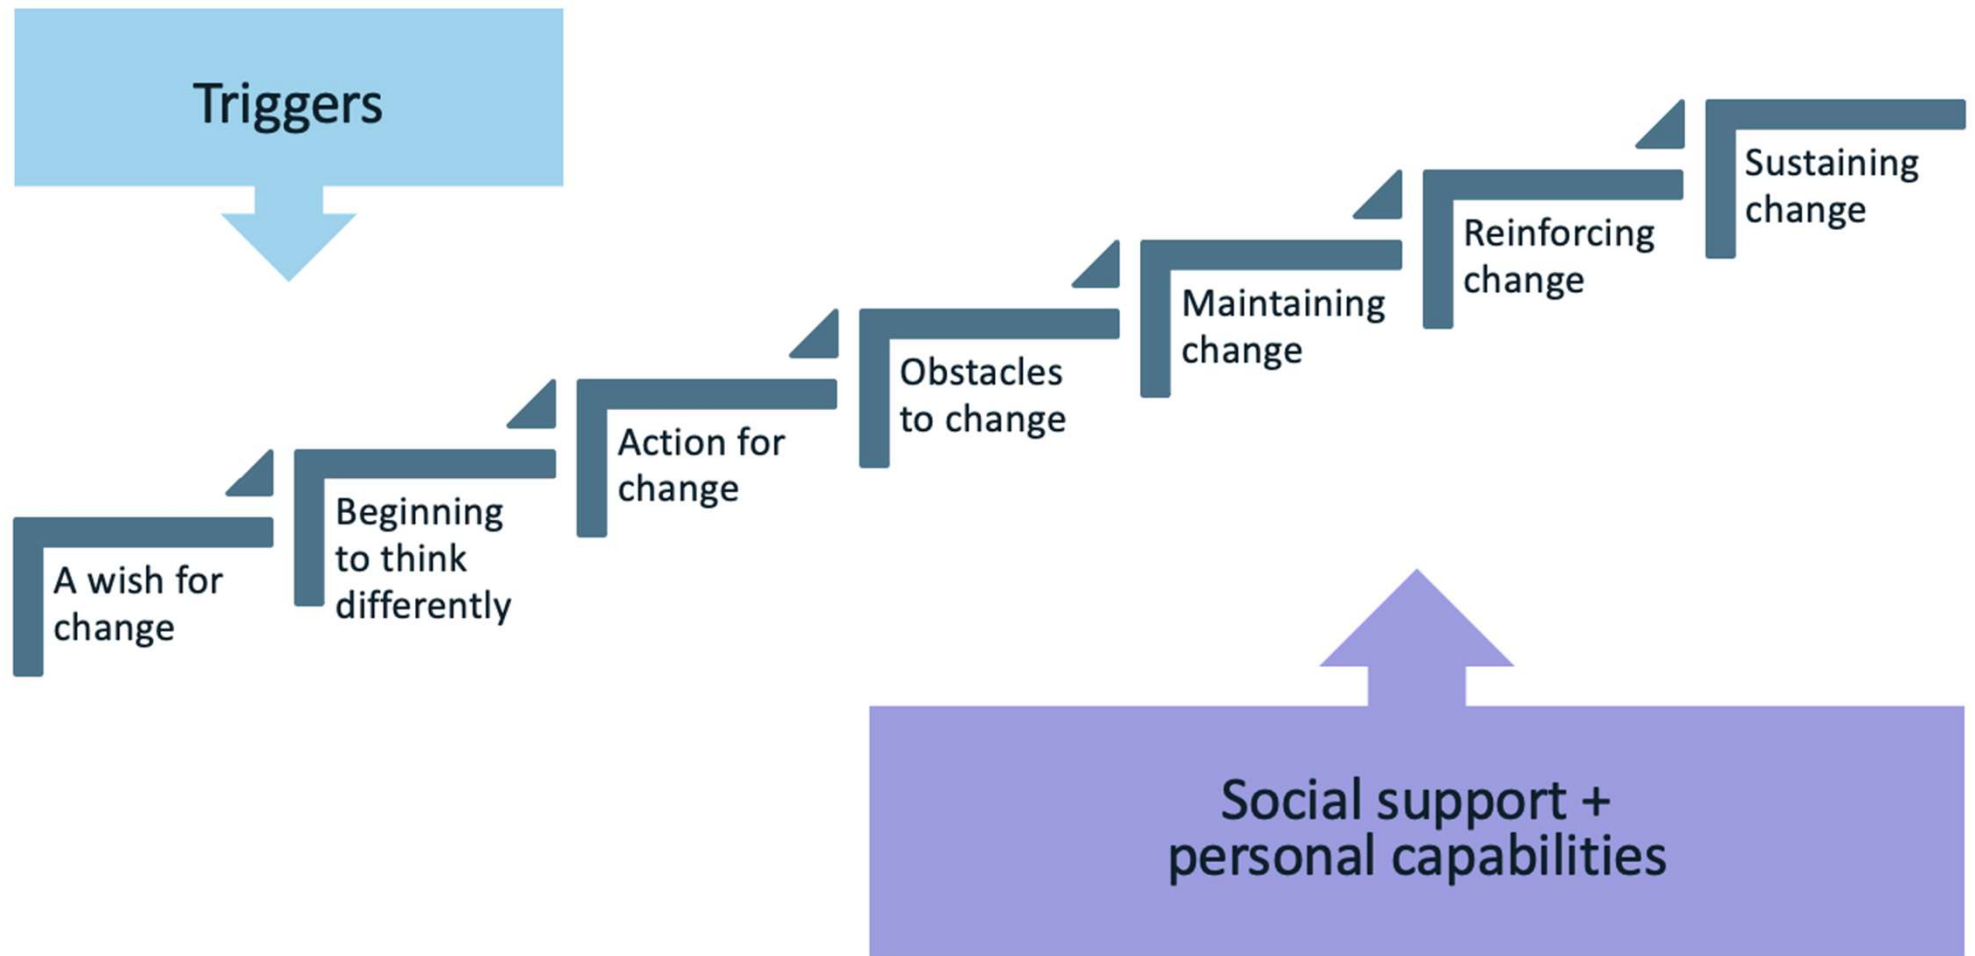 Triggers
A wish for
change
Beginning
to think
differently
Action for
change
Obstacles
to change
Maintaining
change
Reinforcing
change
Sustaining
change
Social support +
personal capabilities